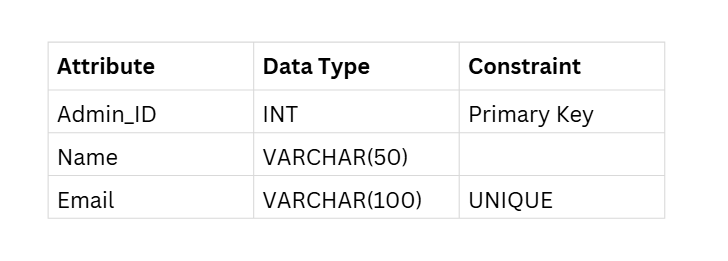 Attribute Data Type Constraint
Admin_ID INT Primary Key
Name VARCHAR(50)
Email VARCHAR(100) UNIQUE